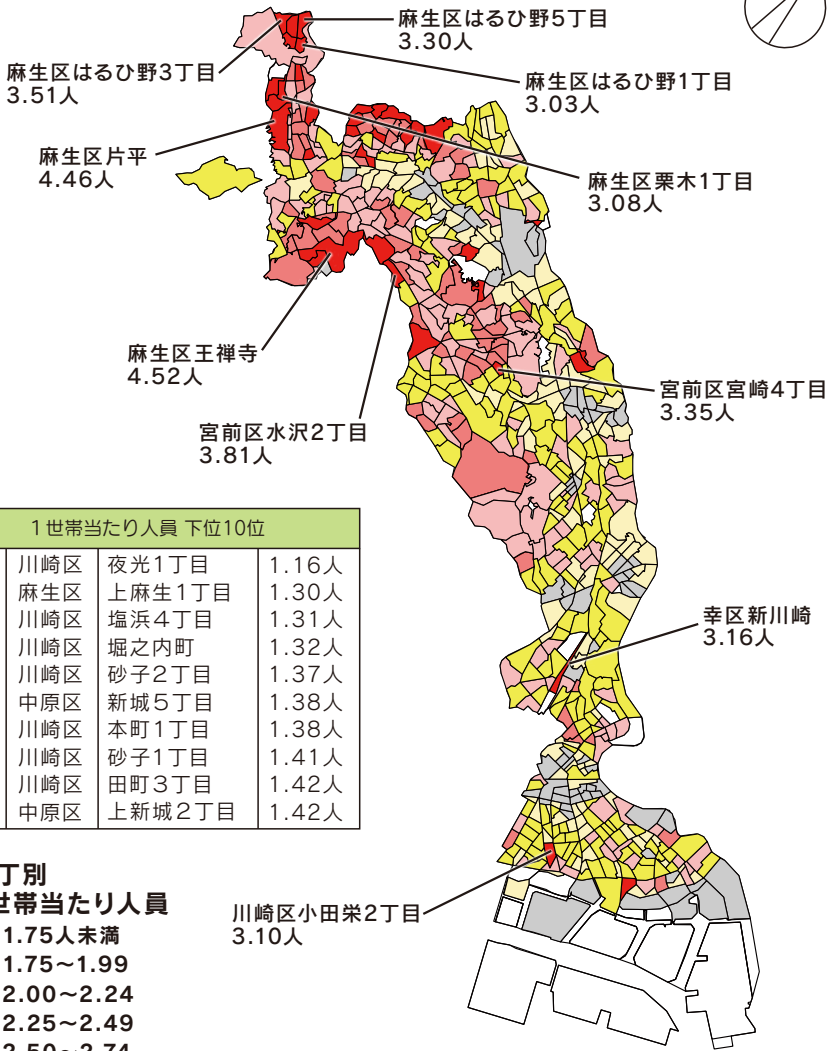 麻生区はるひ野5丁目
3.30人
麻生区はるひ野3丁目
3.51人
麻生区はるひ野1丁目
3.03人
麻生区片平
4.46人
麻生区栗木1丁目
3.08人
麻生区王禅寺
4.52人
宮前区宮崎4丁目
3.35人
宮前区水沢2丁目
3.81人
1世帯当たり人員 下位10位
川崎区 夜光1丁目 1.16人
麻生区 上麻生1丁目 1.30人
川崎区 塩浜4丁目 1.31人
川崎区 堀之内町 1.32人
川崎区 砂子2丁目 1.37人
中原区 新城5丁目 1.38人
川崎区 本町1丁目 1.38人
川崎区 砂子1丁目 1.41人
川崎区 田町3丁目 1.42人
中原区 上新城2丁目 1.42人
幸区新川崎
3.16人
丁別
世帯当たり人員
1.75人未満
1.75～1.99
2.00～2.24
2.25～2.49
2.50～2.74
川崎区小田栄2丁目
3.10人